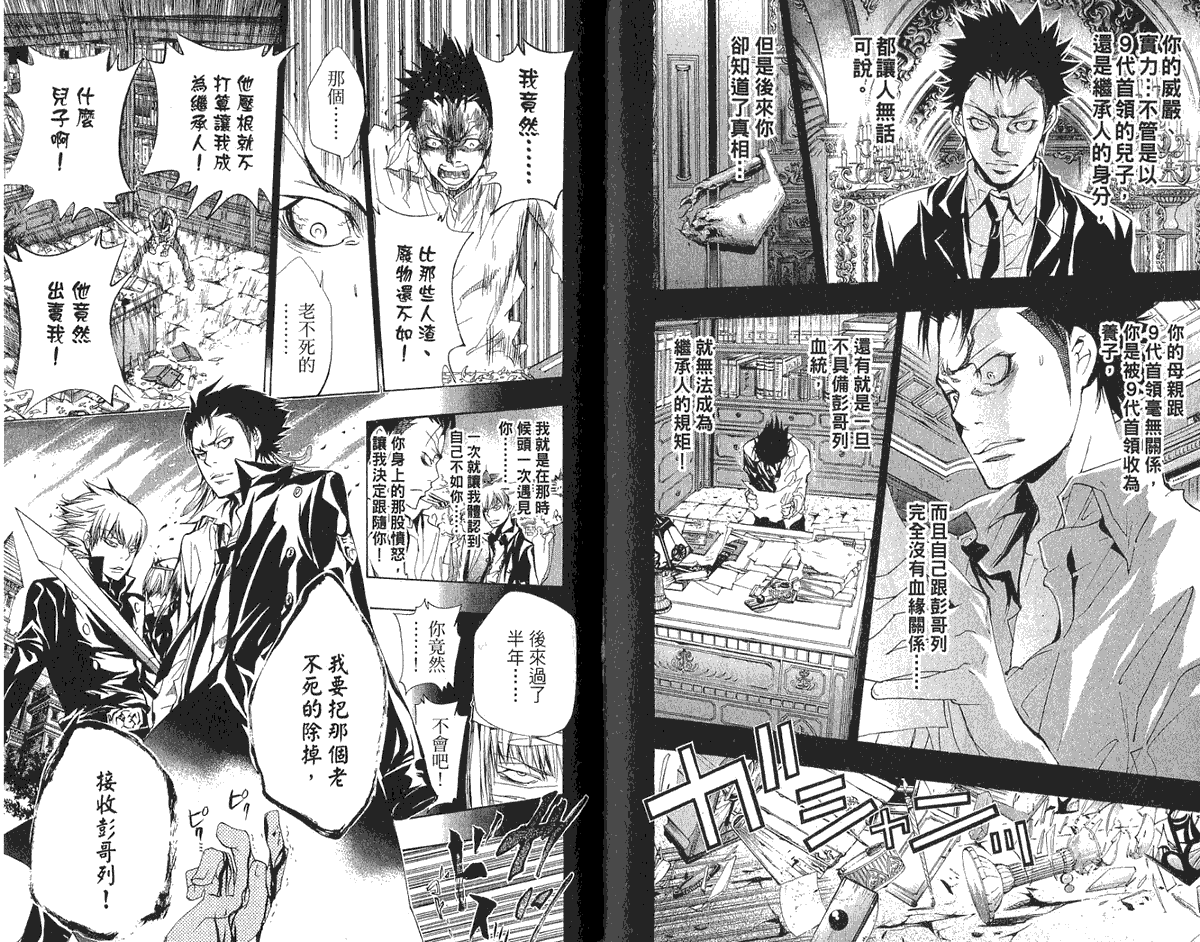 你的威嚴、
實力…不管是以
9代首領的兒子，
還是繼承人的身分，
都讓人無話
可說。
但是後來你
卻知道了真相…
你的母親跟
9代首領毫無關係，
你是被9代首領收為
養子，
而且自己跟彭哥列
完全沒有血緣關係……
還有就是一旦
不具備彭哥列
血統，
就無法成為
繼承人的規矩！
ガシャン!!
我竟然……
比那些人渣、
廢物還不如！
那個……
……老不死的
他壓根就不
打算讓我成
為繼承人！
什麼
兒子啊！
他竟然
出賣我！
我就是在那時
候頭一次遇見
你……
一次就讓我體認到
自己不如你……
你身上的那股憤怒，
讓我決定跟隨你！
我要把那個老
不死的除掉，
接收彭哥列！
後來過了
半年……
你竟然…
不會吧！
ピク
ピク